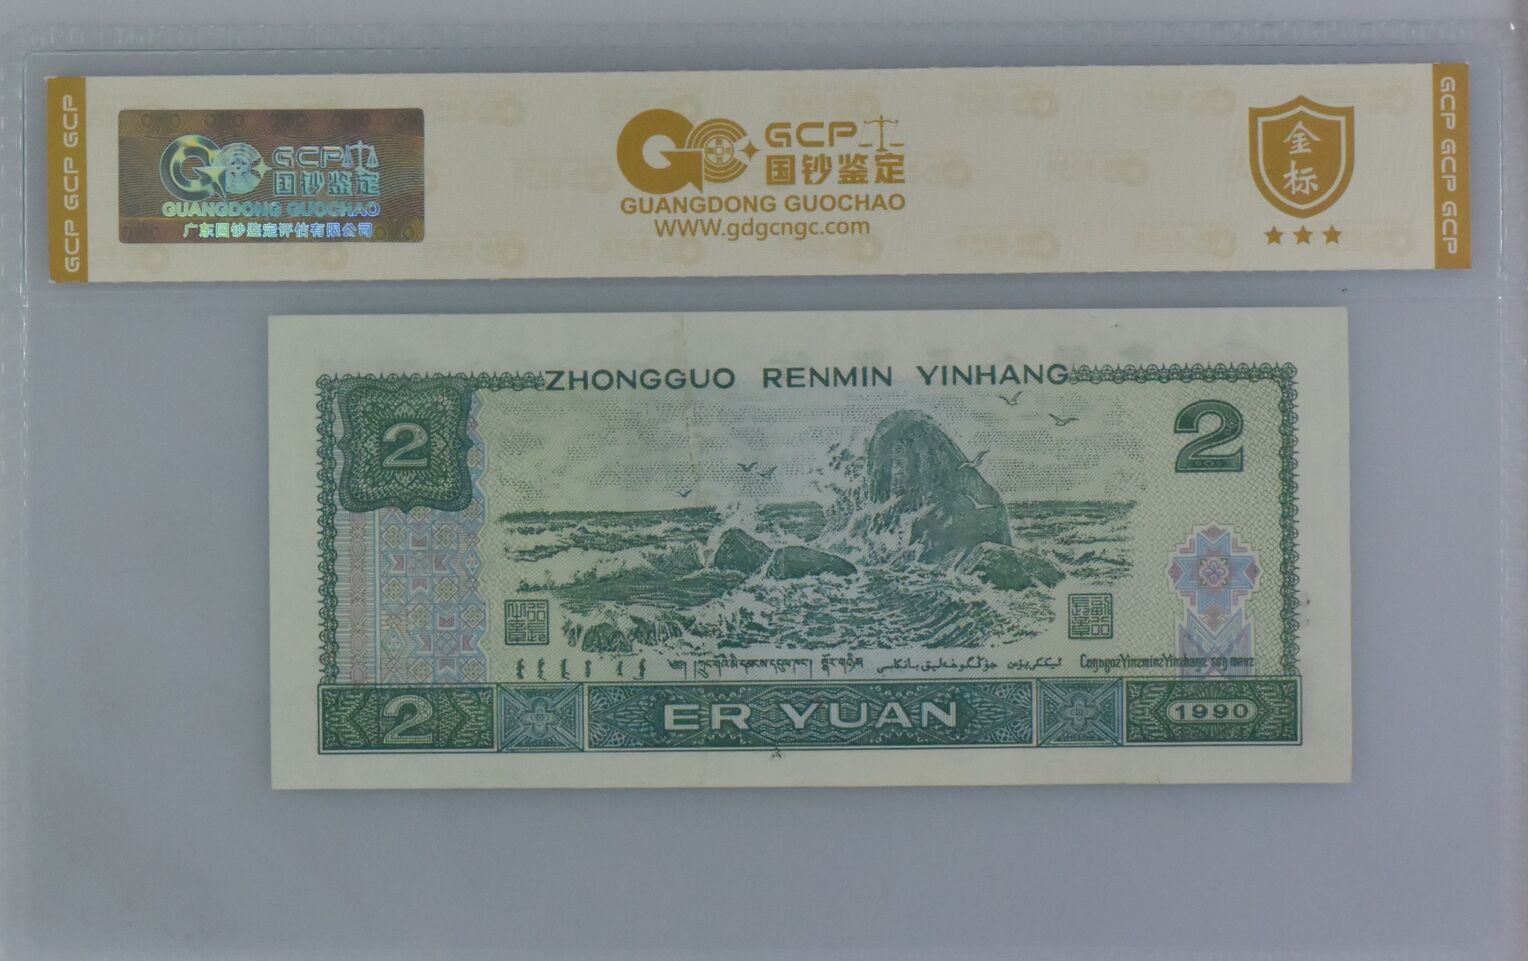 GCP GCP GCP
GCP
国钞鉴定
GUANGDONG GUOCHAO
广东国钞鉴定评估有限公司
GCP
国钞鉴定
GUANGDONG GUOCHAO
WWW.gdgcngc.com
金标
GCP GCP GCP
ZHONGGUO RENMIN YINHANG
2
2
2
ER YUAN
1990